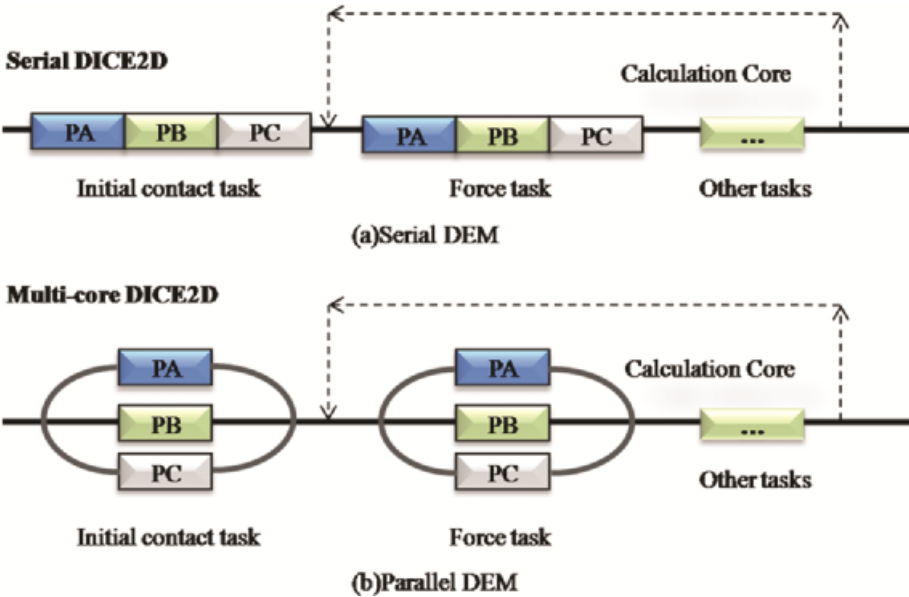 Serial DICE2D
Calculation Core
PA PB PC PA PB PC ...
Initial contact task Force task Other tasks
(a)Serial DEM
Multi-core DICE2D
PA PA
Calculation Core
PB PB ...
PC PC
Other tasks
Initial contact task Force task
(b)Parallel DEM